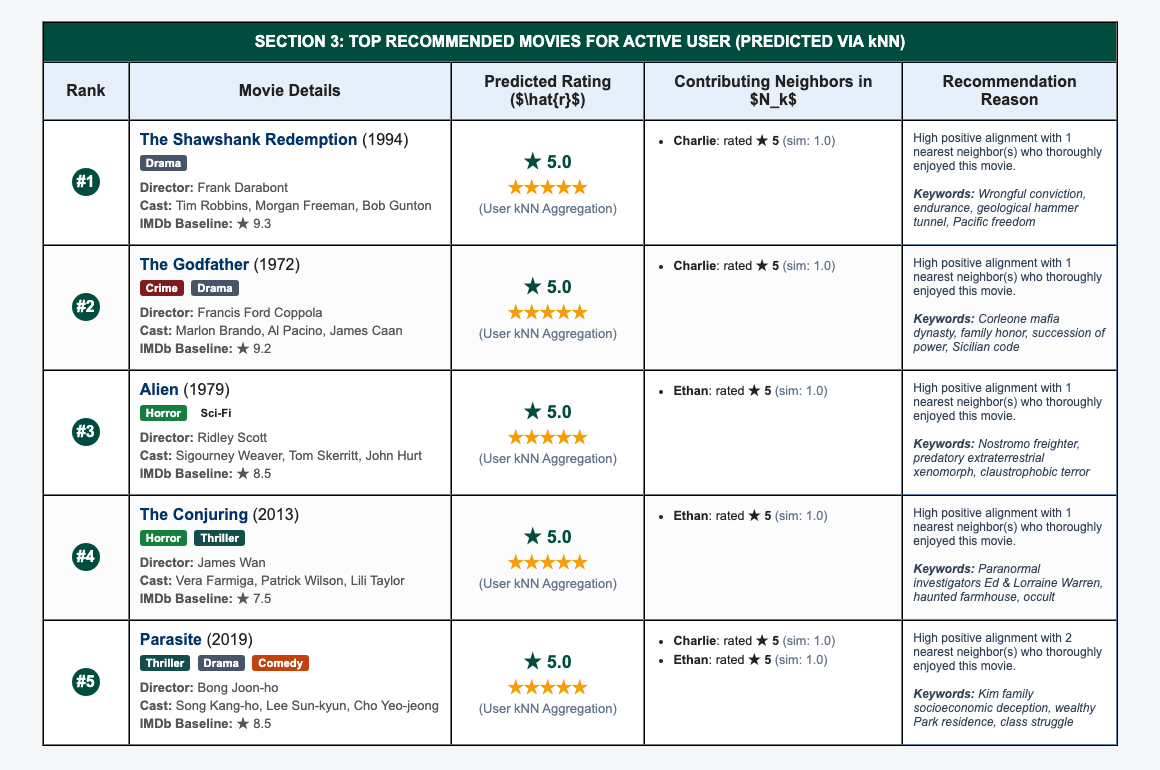 SECTION 3: TOP RECOMMENDED MOVIES FOR ACTIVE USER (PREDICTED VIA kNN)
Rank
Movie Details
Predicted Rating
($\hat{r}$)
Contributing Neighbors in
$N_k$
Recommendation
Reason
#1
The Shawshank Redemption (1994)
Drama
Director: Frank Darabont
Cast: Tim Robbins, Morgan Freeman, Bob Gunton
IMDb Baseline: ★ 9.3
★ 5.0
★★★★★
(User kNN Aggregation)
• Charlie: rated ★ 5 (sim: 1.0)
High positive alignment with 1
nearest neighbor(s) who thoroughly
enjoyed this movie.
Keywords: Wrongful conviction,
endurance, geological hammer
tunnel, Pacific freedom
#2
The Godfather (1972)
Crime Drama
Director: Francis Ford Coppola
Cast: Marlon Brando, Al Pacino, James Caan
IMDb Baseline: ★ 9.2
★ 5.0
★★★★★
(User kNN Aggregation)
• Charlie: rated ★ 5 (sim: 1.0)
High positive alignment with 1
nearest neighbor(s) who thoroughly
enjoyed this movie.
Keywords: Corleone mafia
dynasty, family honor, succession of
power, Sicilian code
#3
Alien (1979)
Horror Sci-Fi
Director: Ridley Scott
Cast: Sigourney Weaver, Tom Skerritt, John Hurt
IMDb Baseline: ★ 8.5
★ 5.0
★★★★★
(User kNN Aggregation)
• Ethan: rated ★ 5 (sim: 1.0)
High positive alignment with 1
nearest neighbor(s) who thoroughly
enjoyed this movie.
Keywords: Nostromo freighter,
predatory extraterrestrial
xenomorph, claustrophobic terror
#4
The Conjuring (2013)
Horror Thriller
Director: James Wan
Cast: Vera Farmiga, Patrick Wilson, Lili Taylor
IMDb Baseline: ★ 7.5
★ 5.0
★★★★★
(User kNN Aggregation)
• Ethan: rated ★ 5 (sim: 1.0)
High positive alignment with 1
nearest neighbor(s) who thoroughly
enjoyed this movie.
Keywords: Paranormal
investigators Ed & Lorraine Warren,
haunted farmhouse, occult
#5
Parasite (2019)
Thriller Drama Comedy
Director: Bong Joon-ho
Cast: Song Kang-ho, Lee Sun-kyun, Cho Yeo-jeong
IMDb Baseline: ★ 8.5
★ 5.0
★★★★★
(User kNN Aggregation)
• Charlie: rated ★ 5 (sim: 1.0)
• Ethan: rated ★ 5 (sim: 1.0)
High positive alignment with 2
nearest neighbor(s) who thoroughly
enjoyed this movie.
Keywords: Kim family
socioeconomic deception, wealthy
Park residence, class struggle